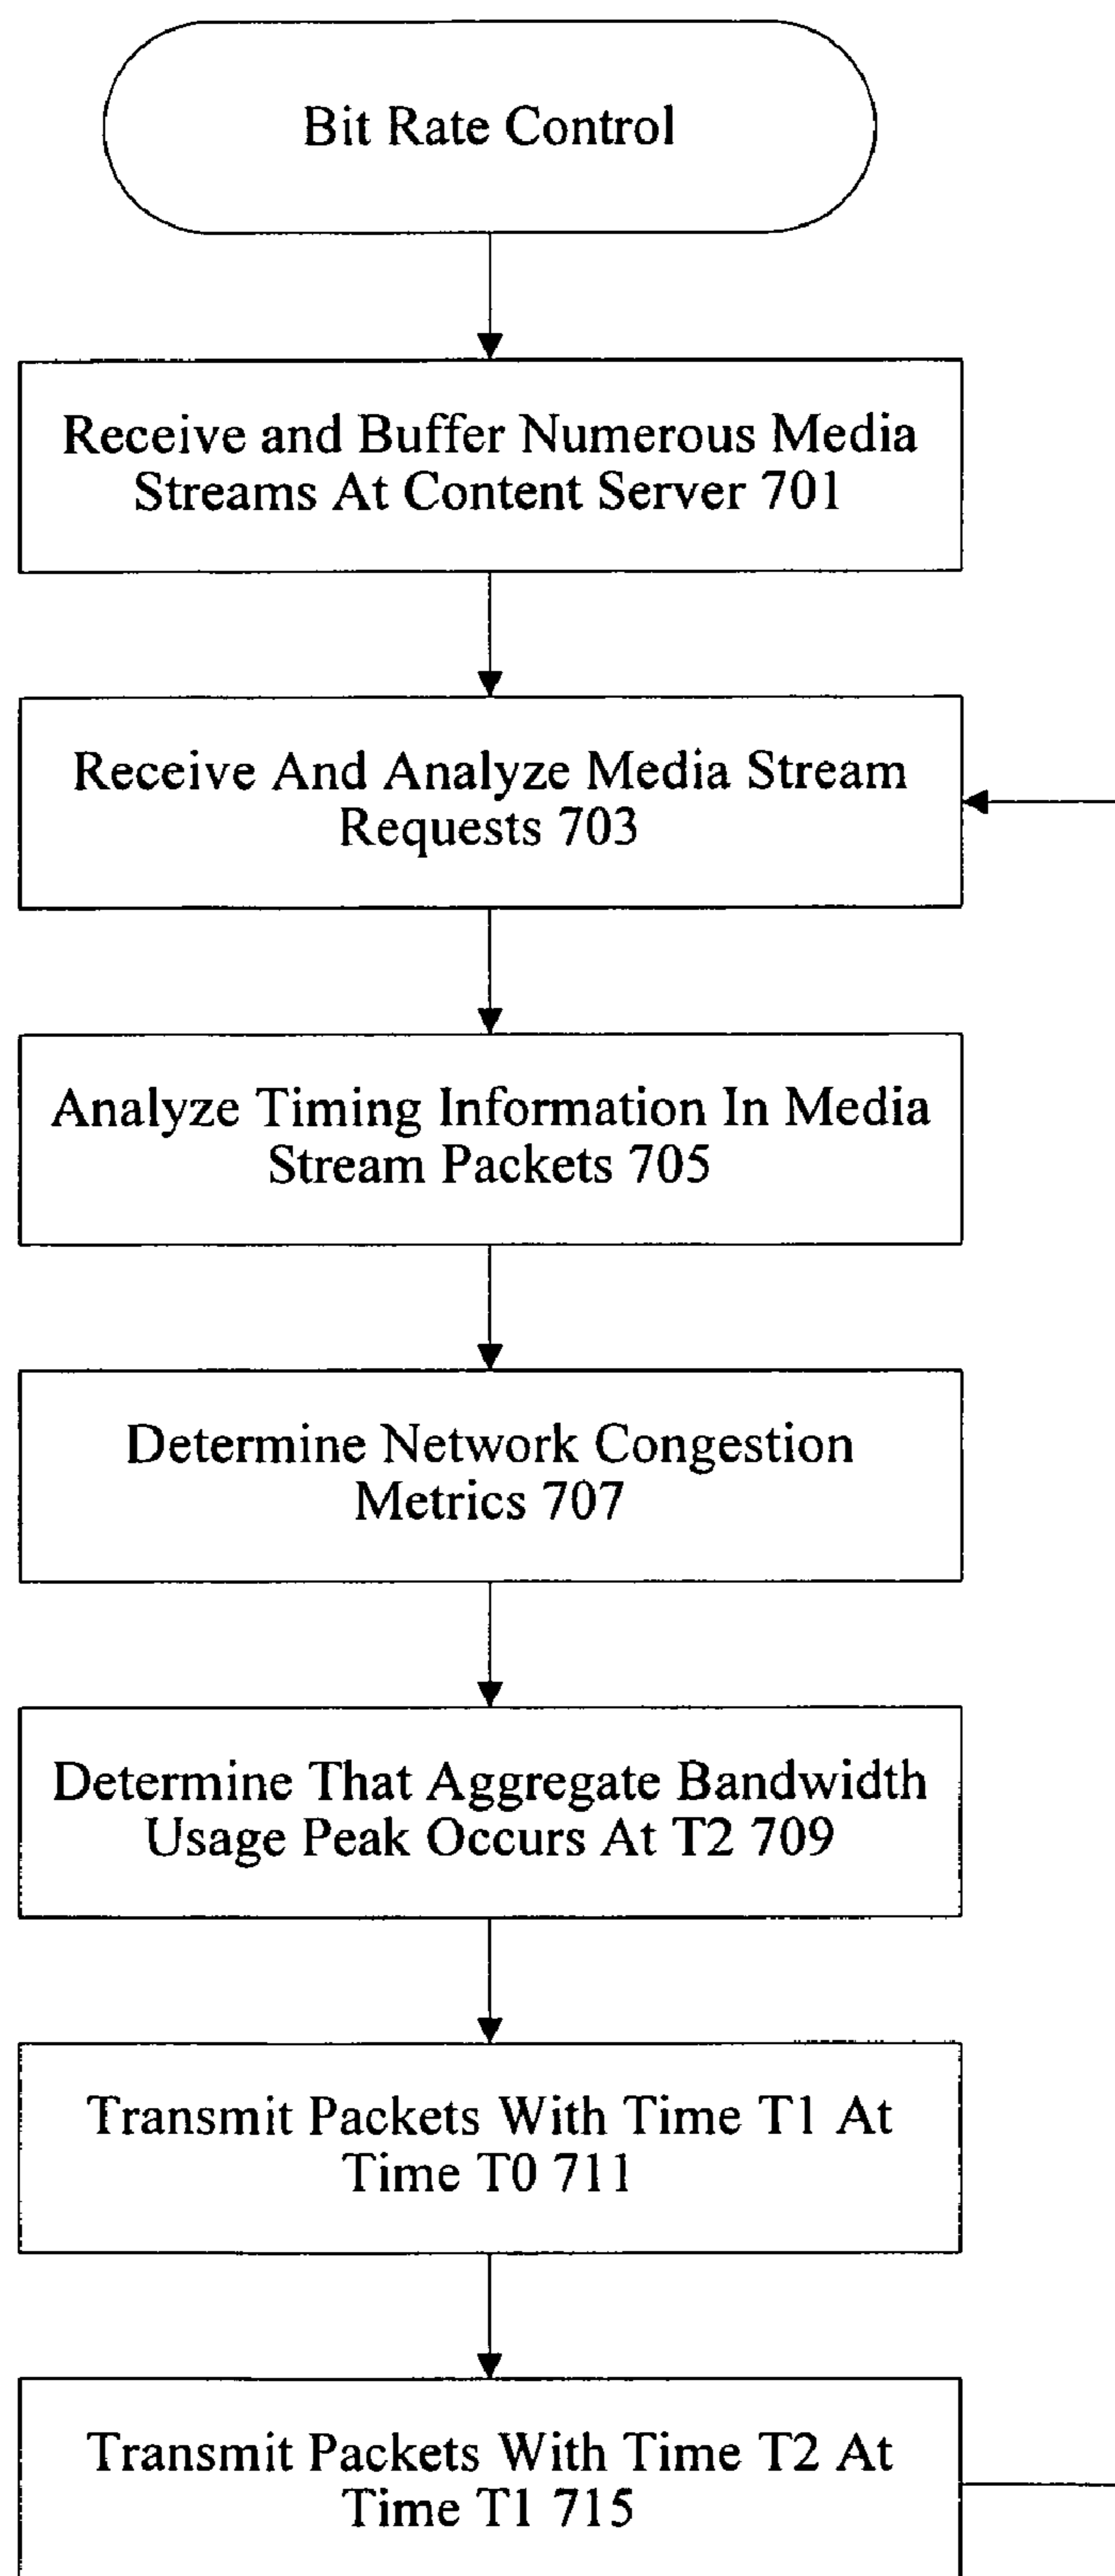 Bit Rate Control
Receive and Buffer Numerous Media
Streams At Content Server 701
Receive And Analyze Media Stream
Requests 703
Analyze Timing Information In Media
Stream Packets 705
Determine Network Congestion
Metrics 707
Determine That Aggregate Bandwidth
Usage Peak Occurs At T2 709
Transmit Packets With Time T1 At
Time T0 711
Transmit Packets With Time T2 At
Time T1 715